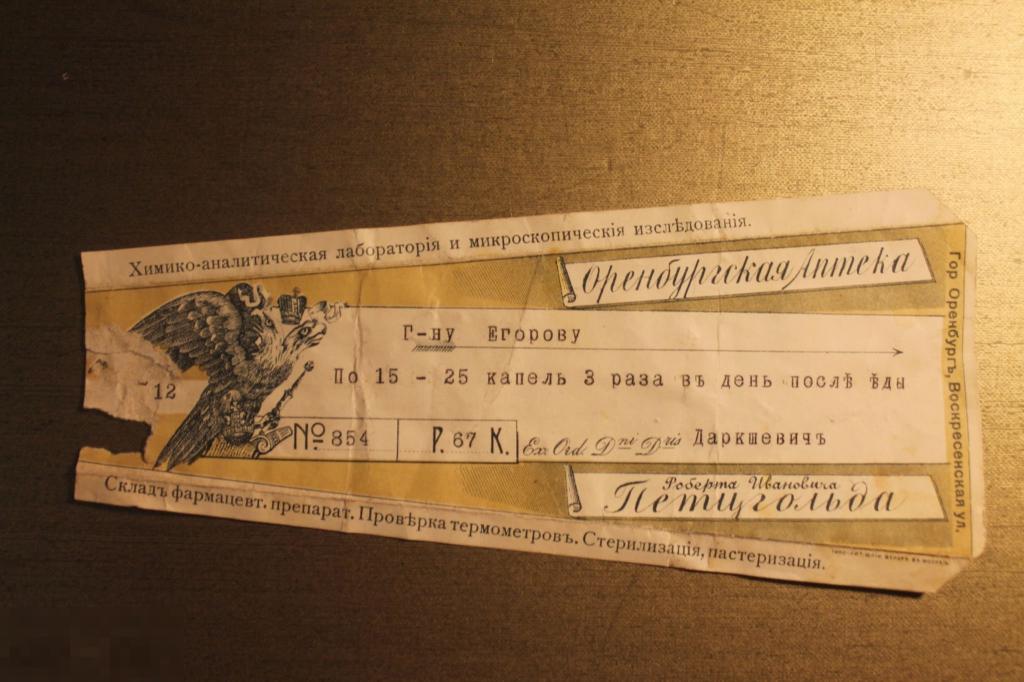 Химико-аналитическая лабораторія и микроскопическія изслѣдованія.
Оренбургская Аптека
Г-ну Егорову
По 15 - 25 капель 3 раза въ день послѣ ѣды
12
№ 854 Р. 67 К. Ex. Ord. Dni Dris Даркшевичъ
Роберта Ивановича
Петцгольда
Складъ фармацевт. препарат. Провѣрка термометровъ. Стерилизація, пастеризація.
Гор Оренбургъ, Воскресенская ул.